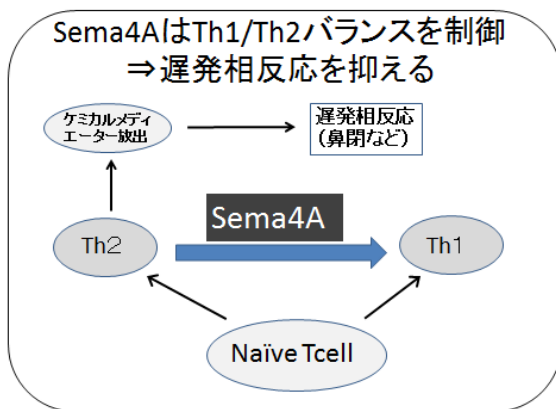 Sema4AはTh1/Th2バランスを制御
⇒遅発相反応を抑える
ケミカルメディ
エーター放出
遅発相反応
(鼻閉など)
Sema4A
Th2
Th1
Naïve Tcell